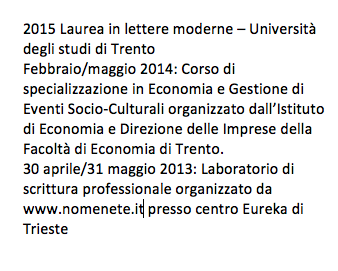 2015 Laurea in lettere moderne – Università
degli studi di Trento
Febbraio/maggio 2014: Corso di
specializzazione in Economia e Gestione di
Eventi Socio-Culturali organizzato dall’Istituto
di Economia e Direzione delle Imprese della
Facoltà di Economia di Trento.
30 aprile/31 maggio 2013: Laboratorio di
scrittura professionale organizzato da
www.nomenete.it presso centro Eureka di
Trieste